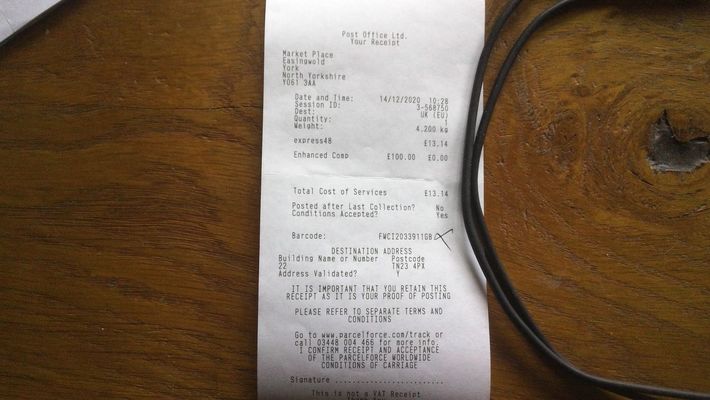 Post Office Ltd.
Your Receipt
Market Place
Easingwold
York
North Yorkshire
YO61 3AA
Date and Time: 14/12/2020 10:28
Session ID: 3-568750
Dest: UK (EU)
Quantity: 1
Weight: 4.200 kg
express48 £13.14
Enhanced Comp £100.00 £0.00
Total Cost of Services £13.14
Posted after Last Collection? No
Conditions Accepted? Yes
Barcode: FWCI2033911GB
DESTINATION ADDRESS
Building Name or Number Postcode
22 TN23 4PX
Address Validated? Y
IT IS IMPORTANT THAT YOU RETAIN THIS
RECEIPT AS IT IS YOUR PROOF OF POSTING
PLEASE REFER TO SEPARATE TERMS AND
CONDITIONS
Go to www.parcelforce.com/track or
call 03448 004 466 for more info.
I CONFIRM RECEIPT AND ACCEPTANCE
OF THE PARCELFORCE WORLDWIDE
CONDITIONS OF CARRIAGE
Signature ........................
This is not a VAT Receipt